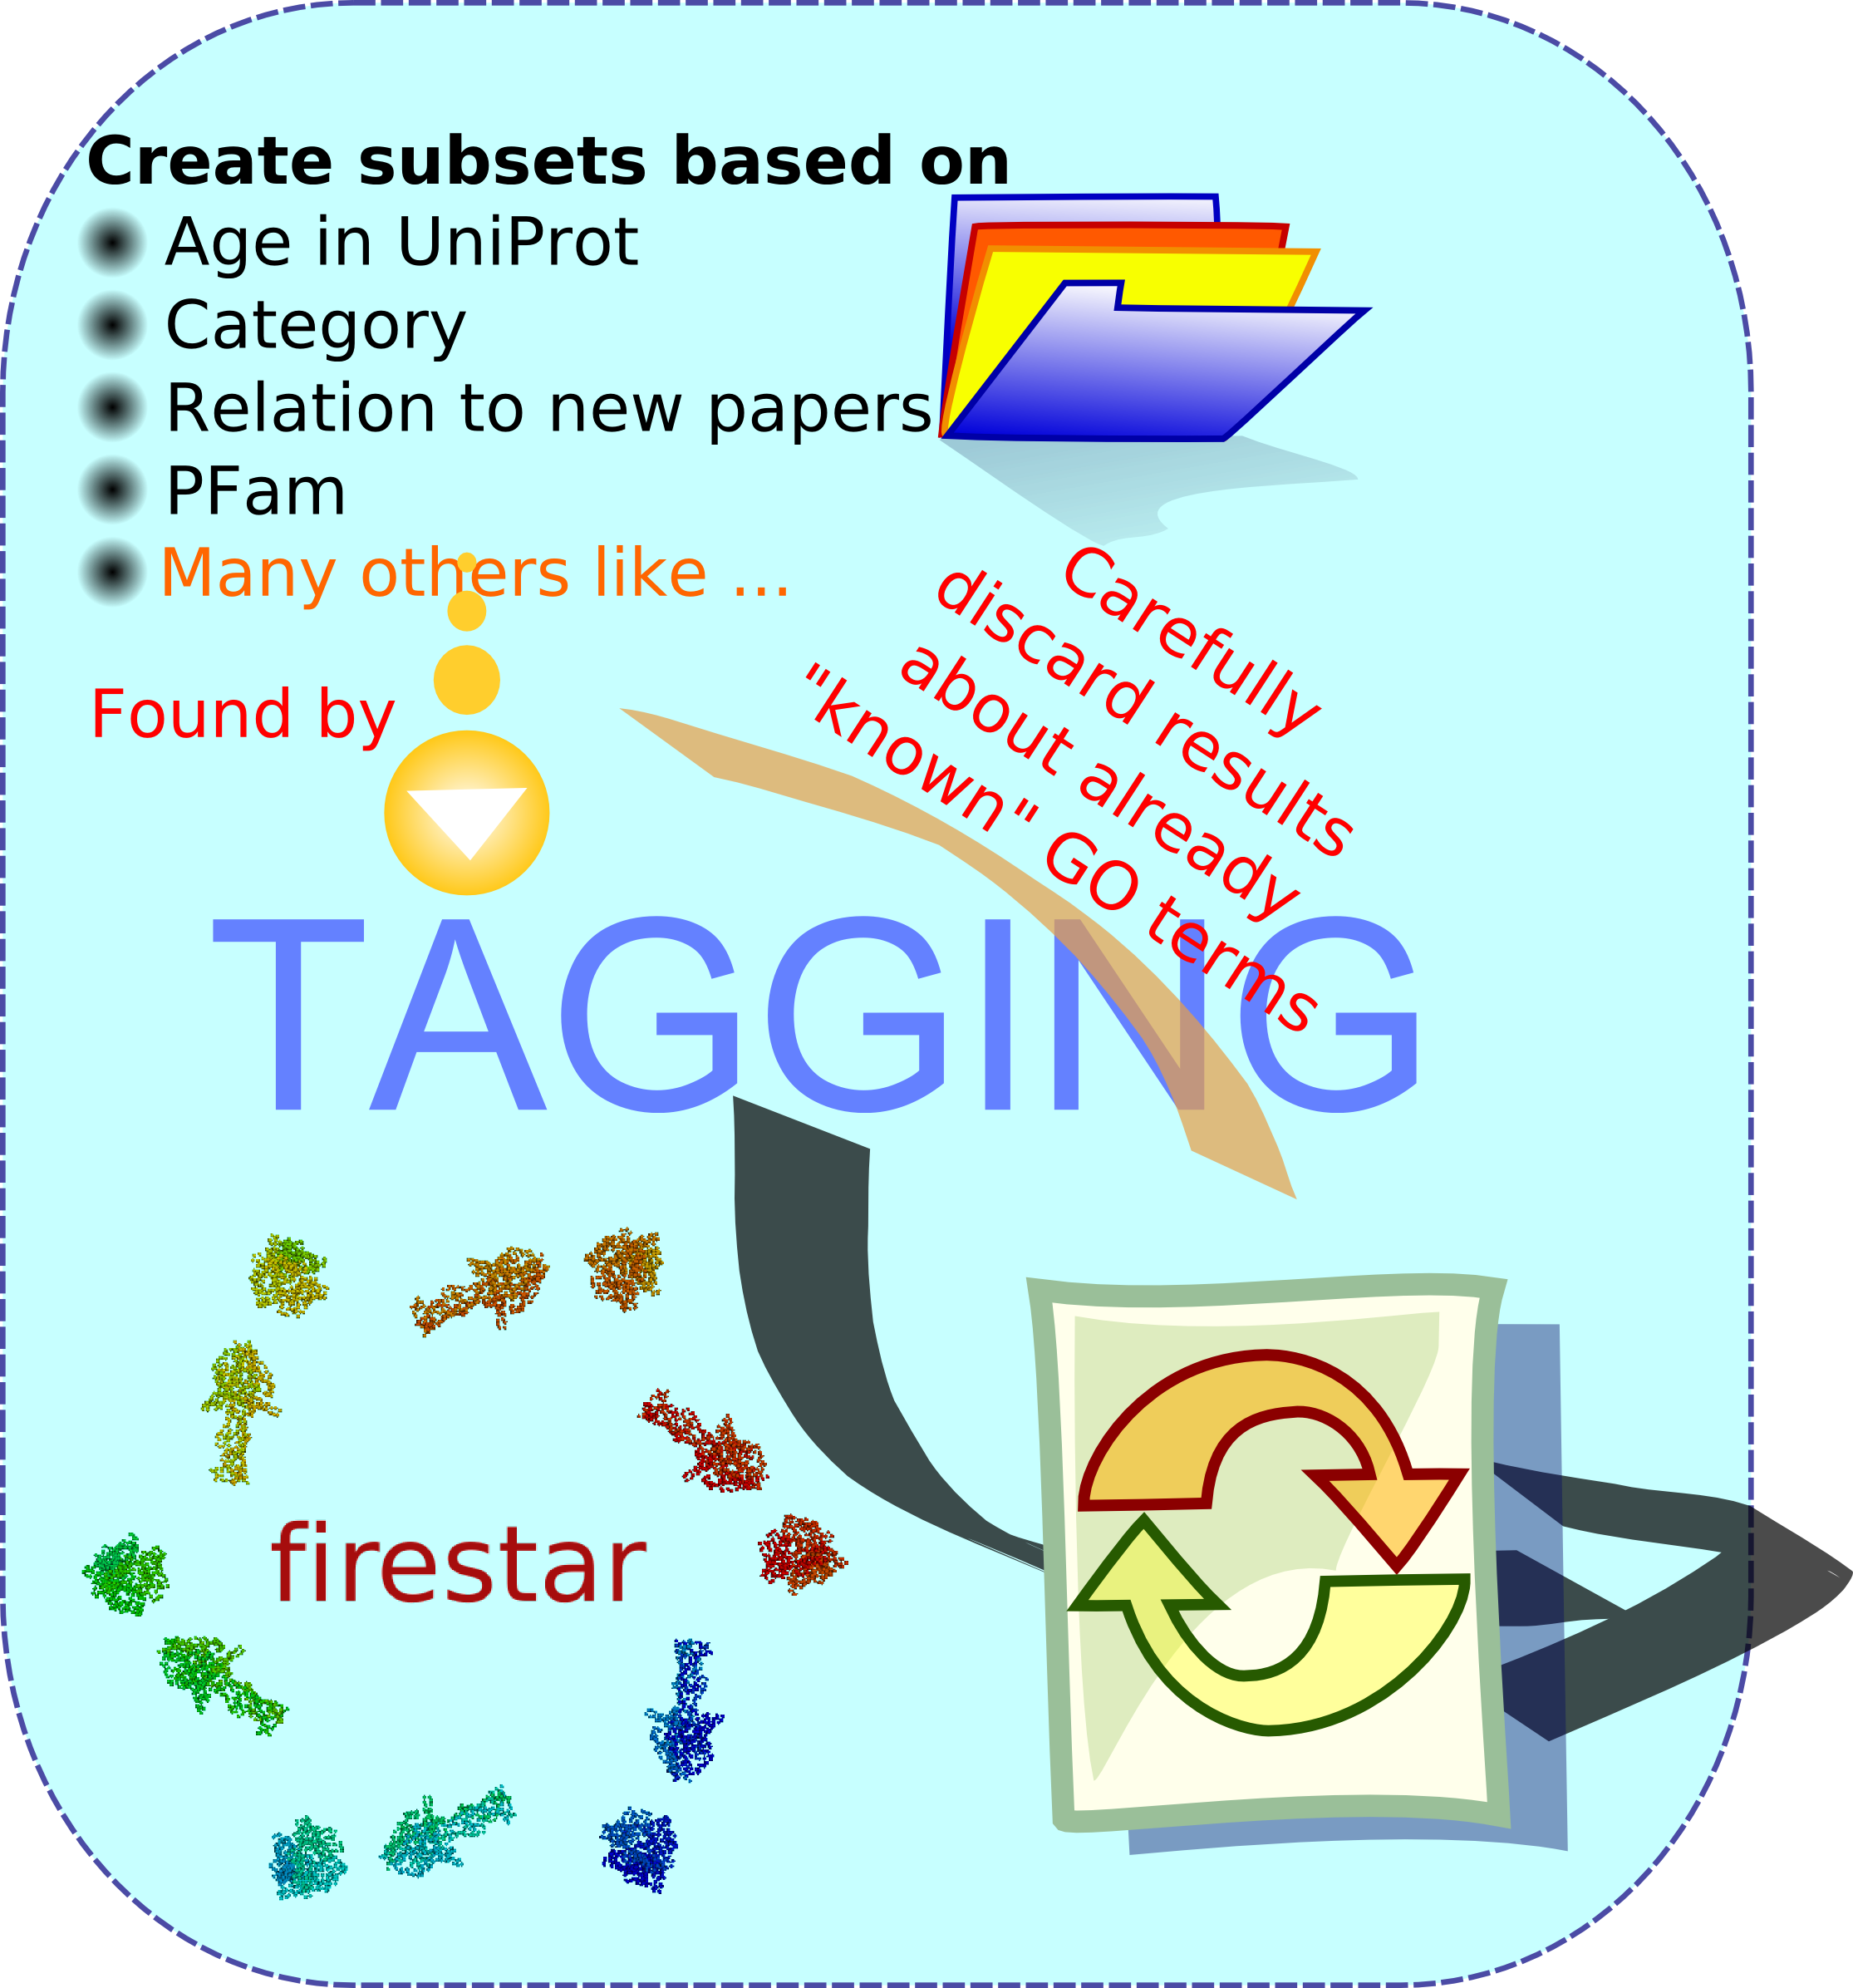 Create subsets based on
Age in UniProt
Category
Relation to new papers
PFam
Many others like ...
Carefully
discard results
about already
"known" GO terms
Found by
TAGGING
firestar